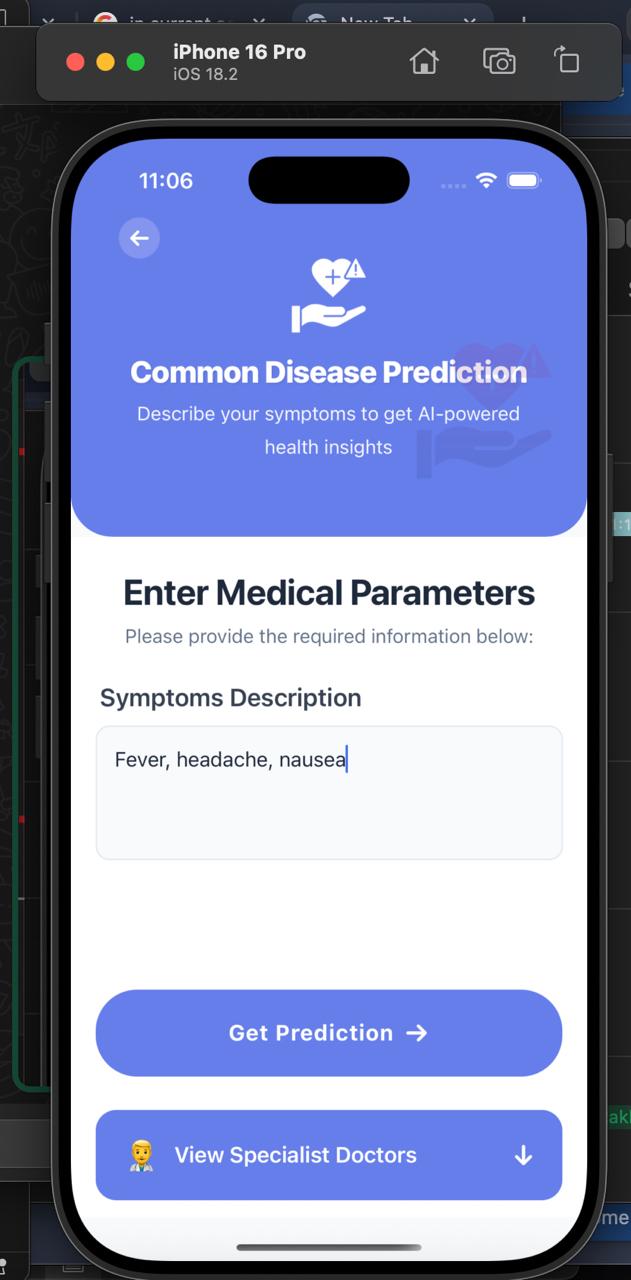 New Tab
iPhone 16 Pro
iOS 18.2
11:06
Common Disease Prediction
Describe your symptoms to get AI-powered
health insights
Enter Medical Parameters
Please provide the required information below:
Symptoms Description
Fever, headache, nausea
Get Prediction →
View Specialist Doctors